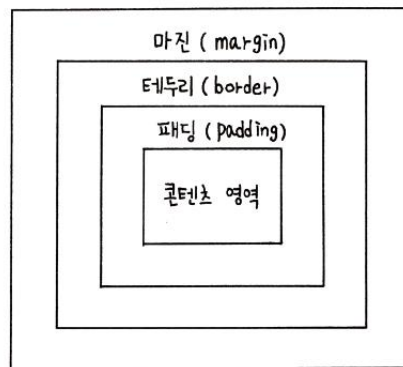 마진 ( margin)
테두리 ( border)
패딩 ( padding)
콘텐츠 영역